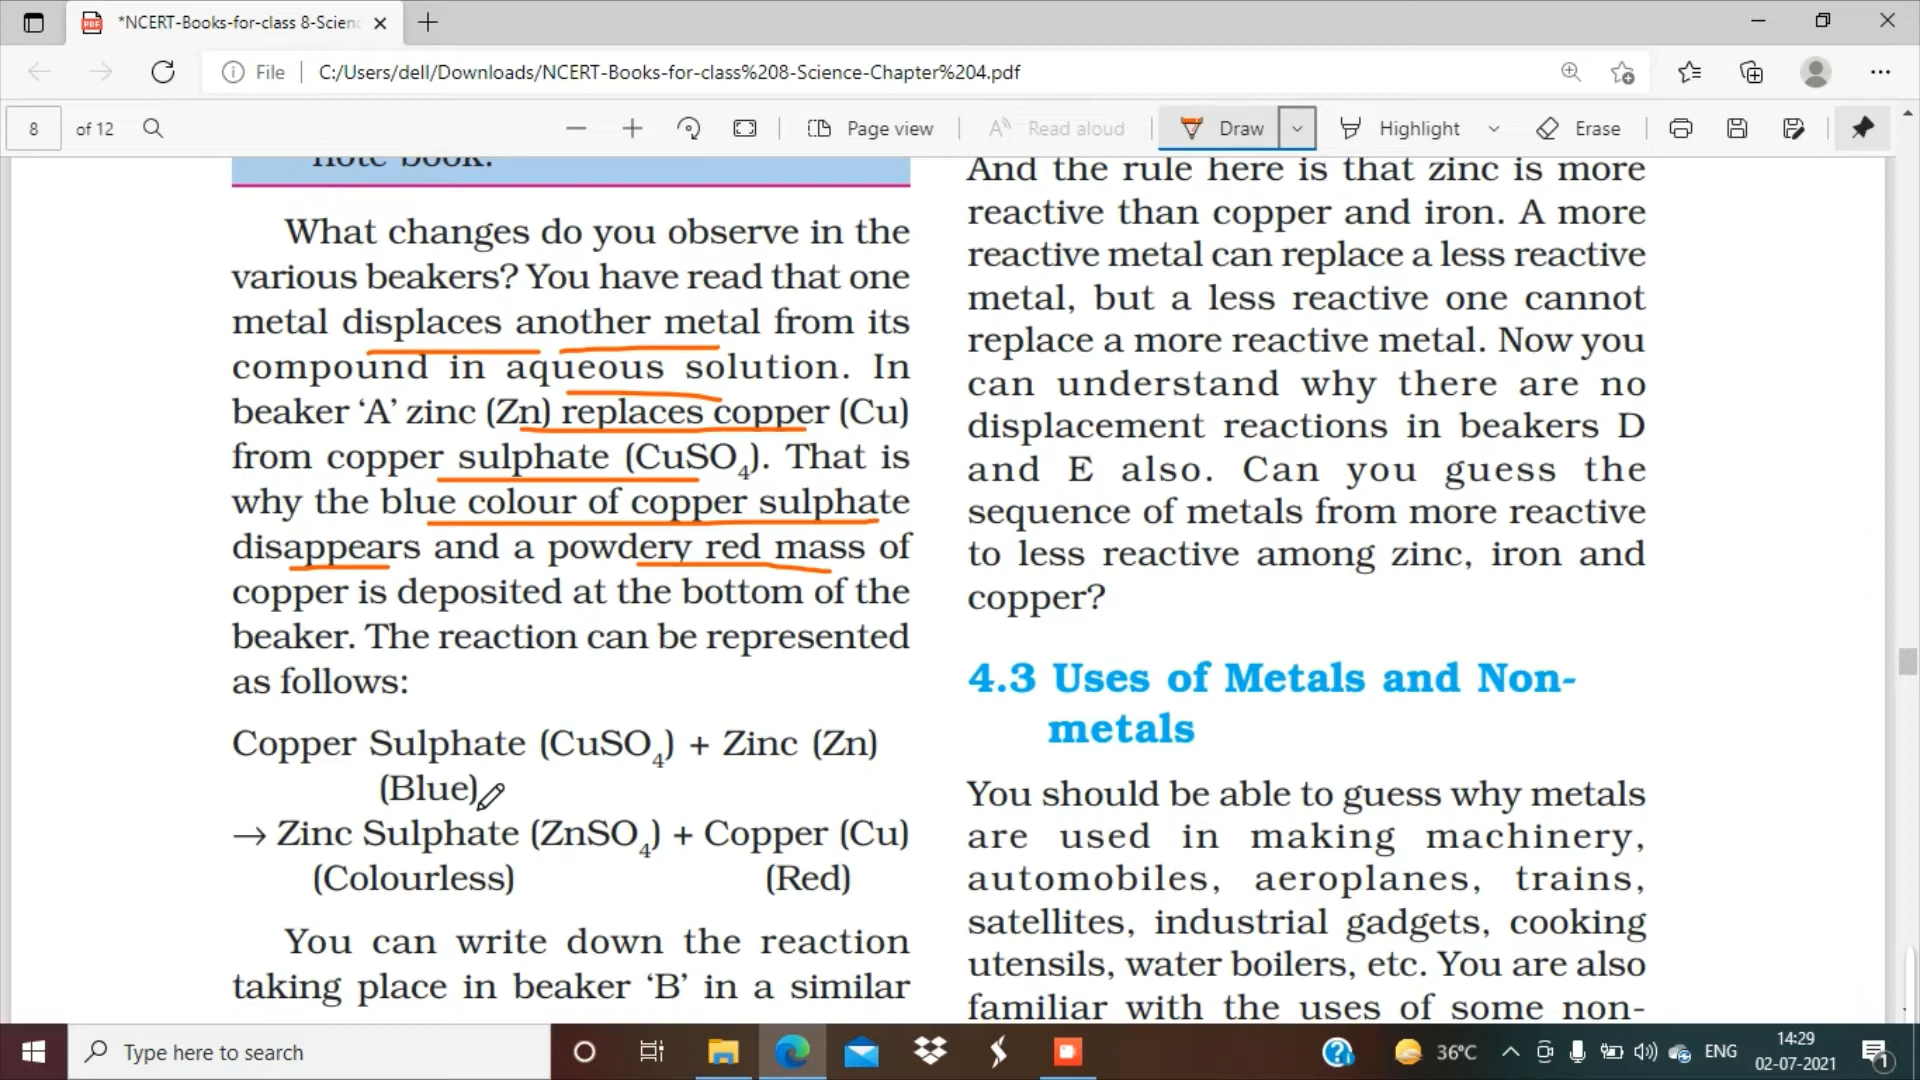 *NCERT-Books-for-class 8-Scien
File
C:/Users/dell/Downloads/NCERT-Books-for-class%208-Science-Chapter%204.pdf
8 of 12
Page view
Read aloud
Draw
Highlight
Erase
note book.
What changes do you observe in the
various beakers? You have read that one
metal displaces another metal from its
compound in aqueous solution. In
beaker ‘A’ zinc (Zn) replaces copper (Cu)
from copper sulphate (CuSO₄). That is
why the blue colour of copper sulphate
disappears and a powdery red mass of
copper is deposited at the bottom of the
beaker. The reaction can be represented
as follows:
Copper Sulphate (CuSO₄) + Zinc (Zn)
(Blue)
→ Zinc Sulphate (ZnSO₄) + Copper (Cu)
(Colourless) (Red)
You can write down the reaction
taking place in beaker ‘B’ in a similar
And the rule here is that zinc is more
reactive than copper and iron. A more
reactive metal can replace a less reactive
metal, but a less reactive one cannot
replace a more reactive metal. Now you
can understand why there are no
displacement reactions in beakers D
and E also. Can you guess the
sequence of metals from more reactive
to less reactive among zinc, iron and
copper?
4.3 Uses of Metals and Non-
metals
You should be able to guess why metals
are used in making machinery,
automobiles, aeroplanes, trains,
satellites, industrial gadgets, cooking
utensils, water boilers, etc. You are also
familiar with the uses of some non-
Type here to search
36°C
ENG
14:29
02-07-2021
1